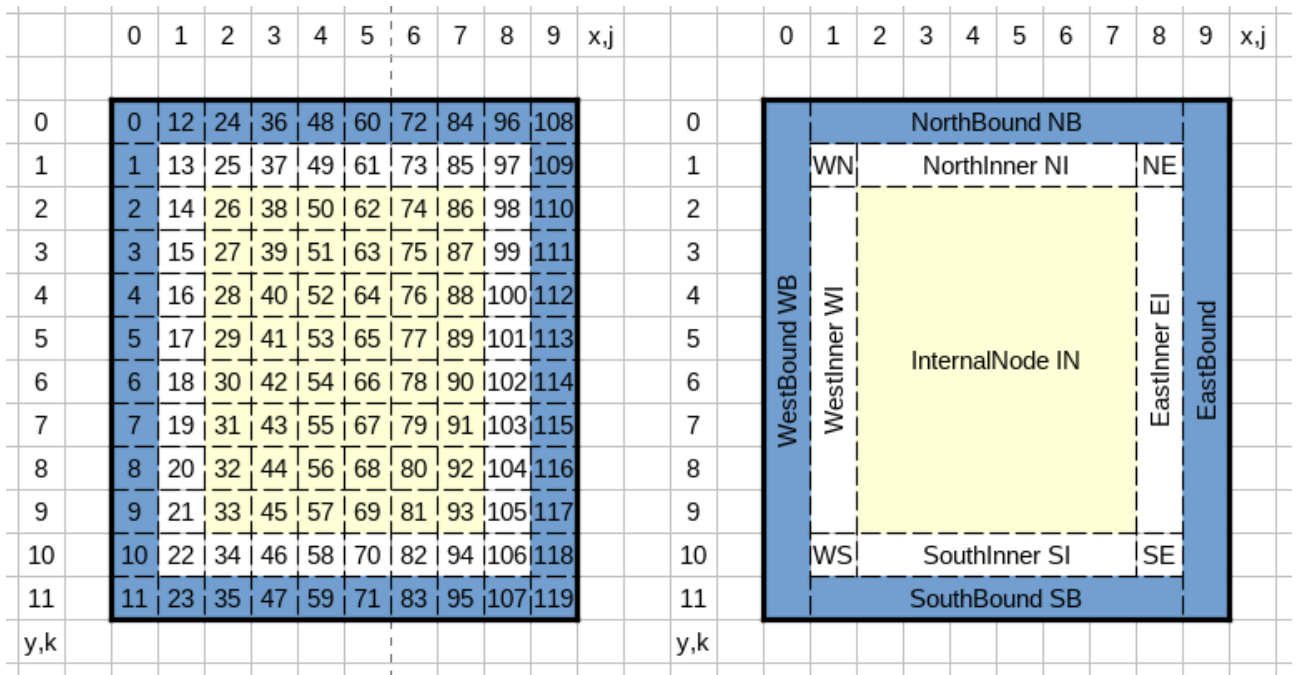 0 1 2 3 4 5 6 7 8 9 x,j 0 1 2 3 4 5 6 7 8 9 x,j
0 0 12 24 36 48 60 72 84 96 108 0 NorthBound NB
1 1 13 25 37 49 61 73 85 97 109 1 WN NorthInner NI NE
2 2 14 26 38 50 62 74 86 98 110 2
3 3 15 27 39 51 63 75 87 99 111 3
4 4 16 28 40 52 64 76 88 100 112 4
5 5 17 29 41 53 65 77 89 101 113 5
6 6 18 30 42 54 66 78 90 102 114 6 WestBound WB WestInner WI InternalNode IN EastInner EI EastBound
7 7 19 31 43 55 67 79 91 103 115 7
8 8 20 32 44 56 68 80 92 104 116 8
9 9 21 33 45 57 69 81 93 105 117 9
10 10 22 34 46 58 70 82 94 106 118 10 WS SouthInner SI SE
11 11 23 35 47 59 71 83 95 107 119 11 SouthBound SB
y,k y,k